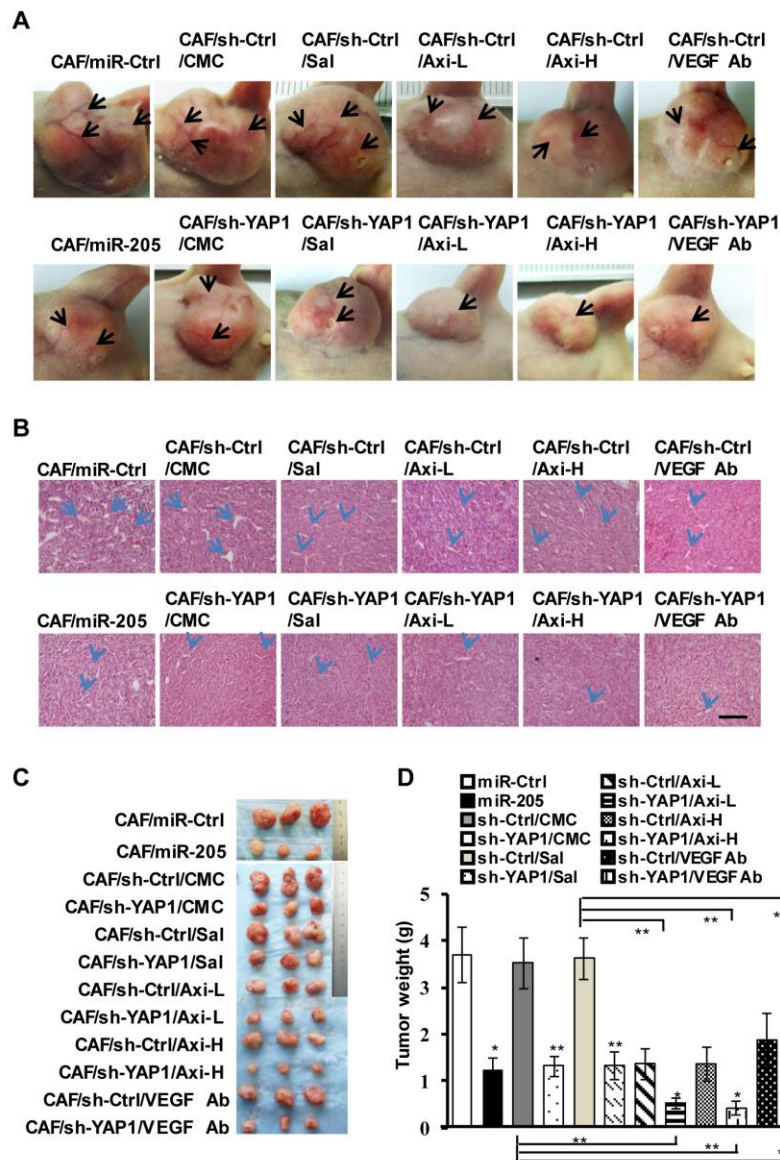 A
CAF/miR-Ctrl
CAF/sh-Ctrl
/CMC
CAF/sh-Ctrl
/Sal
CAF/sh-Ctrl
/Axi-L
CAF/sh-Ctrl
/Axi-H
CAF/sh-Ctrl
/VEGF Ab
CAF/miR-205
CAF/sh-YAP1
/CMC
CAF/sh-YAP1
/Sal
CAF/sh-YAP1
/Axi-L
CAF/sh-YAP1
/Axi-H
CAF/sh-YAP1
/VEGF Ab
B
CAF/miR-Ctrl
CAF/sh-Ctrl
/CMC
CAF/sh-Ctrl
/Sal
CAF/sh-Ctrl
/Axi-L
CAF/sh-Ctrl
/Axi-H
CAF/sh-Ctrl
/VEGF Ab
CAF/miR-205
CAF/sh-YAP1
/CMC
CAF/sh-YAP1
/Sal
CAF/sh-YAP1
/Axi-L
CAF/sh-YAP1
/Axi-H
CAF/sh-YAP1
/VEGF Ab
C
CAF/miR-Ctrl
CAF/miR-205
CAF/sh-Ctrl/CMC
CAF/sh-YAP1/CMC
CAF/sh-Ctrl/Sal
CAF/sh-YAP1/Sal
CAF/sh-Ctrl/Axi-L
CAF/sh-YAP1/Axi-L
CAF/sh-Ctrl/Axi-H
CAF/sh-YAP1/Axi-H
CAF/sh-Ctrl/VEGF Ab
CAF/sh-YAP1/VEGF Ab
D
miR-Ctrl
miR-205
sh-Ctrl/CMC
sh-YAP1/CMC
sh-Ctrl/Sal
sh-YAP1/Sal
sh-Ctrl/Axi-L
sh-YAP1/Axi-L
sh-Ctrl/Axi-H
sh-YAP1/Axi-H
sh-Ctrl/VEGF Ab
sh-YAP1/VEGF Ab
Tumor weight (g)
5
4
3
2
1
0
*
**
**
*
*
**
**
*
**
**
*